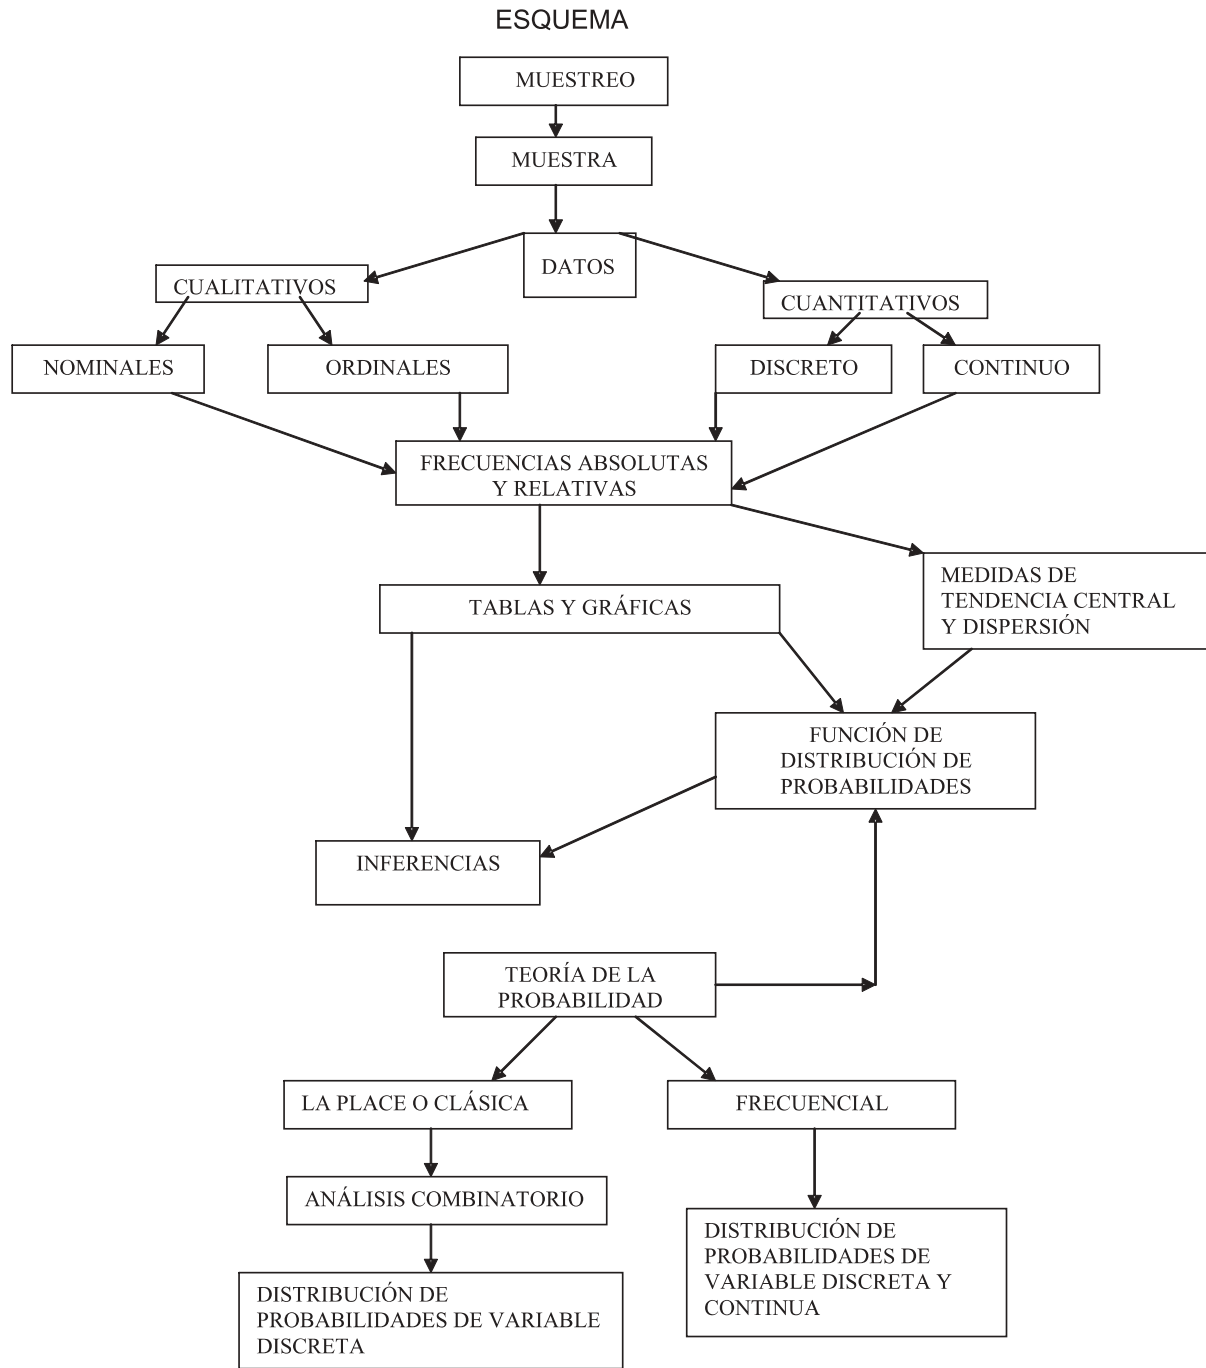 ESQUEMA
MUESTREO
MUESTRA
DATOS
CUALITATIVOS
CUANTITATIVOS
NOMINALES
ORDINALES
DISCRETO
CONTINUO
FRECUENCIAS ABSOLUTAS
Y RELATIVAS
TABLAS Y GRÁFICAS
MEDIDAS DE
TENDENCIA CENTRAL
Y DISPERSIÓN
FUNCIÓN DE
DISTRIBUCIÓN DE
PROBABILIDADES
INFERENCIAS
TEORÍA DE LA
PROBABILIDAD
LA PLACE O CLÁSICA
FRECUENCIAL
ANÁLISIS COMBINATORIO
DISTRIBUCIÓN DE
PROBABILIDADES DE
VARIABLE DISCRETA Y
CONTINUA
DISTRIBUCIÓN DE
PROBABILIDADES DE VARIABLE
DISCRETA